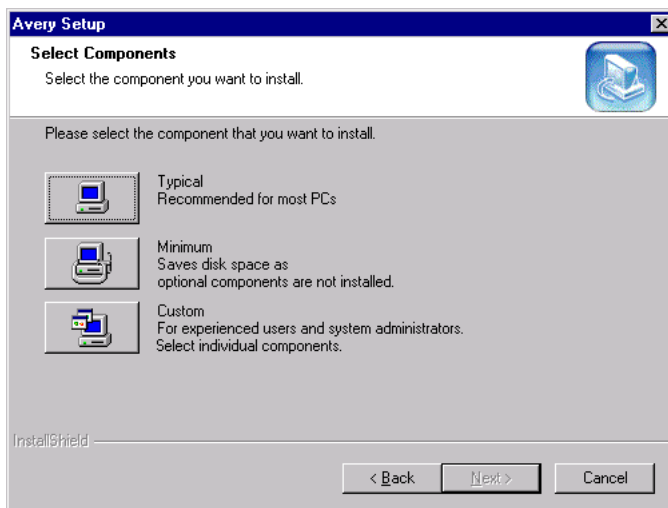 Avery Setup
Select Components
Select the component you want to install.
Please select the component that you want to install.
Typical
Recommended for most PCs
Minimum
Saves disk space as
optional components are not installed.
Custom
For experienced users and system administrators.
Select individual components.
InstallShield
< Back
Next >
Cancel